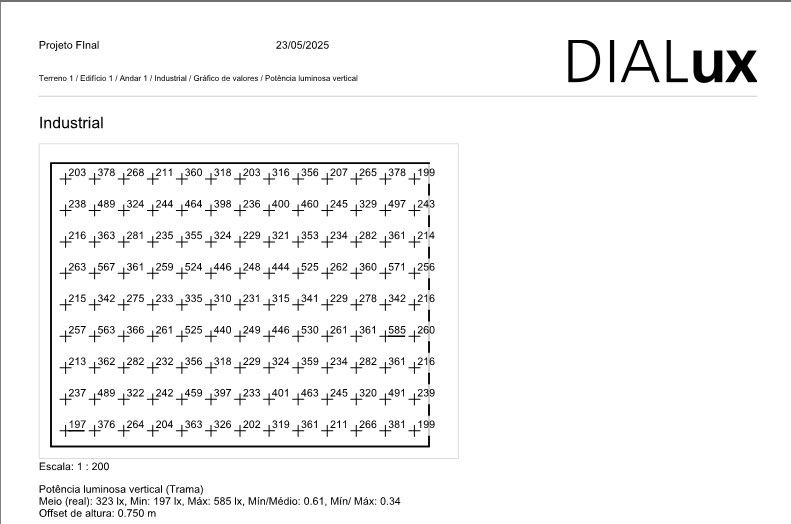 Projeto FInal 23/05/2025
DIALux
Terreno 1 / Edifício 1 / Andar 1 / Industrial / Gráfico de valores / Potência luminosa vertical
Industrial
203 378 268 211 360 318 203 316 356 207 265 378 199
238 489 324 244 464 398 236 400 460 245 329 497 243
216 363 281 235 355 324 229 321 353 234 282 361 214
263 567 361 259 524 446 248 444 525 262 360 571 256
215 342 275 233 335 310 231 315 341 229 278 342 216
257 563 366 261 525 440 249 446 530 261 361 585 260
213 362 282 232 356 318 229 324 359 234 282 361 216
237 489 322 242 459 397 233 401 463 245 320 491 239
197 376 264 204 363 326 202 319 361 211 266 381 199
Escala: 1 : 200
Potência luminosa vertical (Trama)
Meio (real): 323 lx, Min: 197 lx, Máx: 585 lx, Mín/Médio: 0.61, Mín/ Máx: 0.34
Offset de altura: 0.750 m